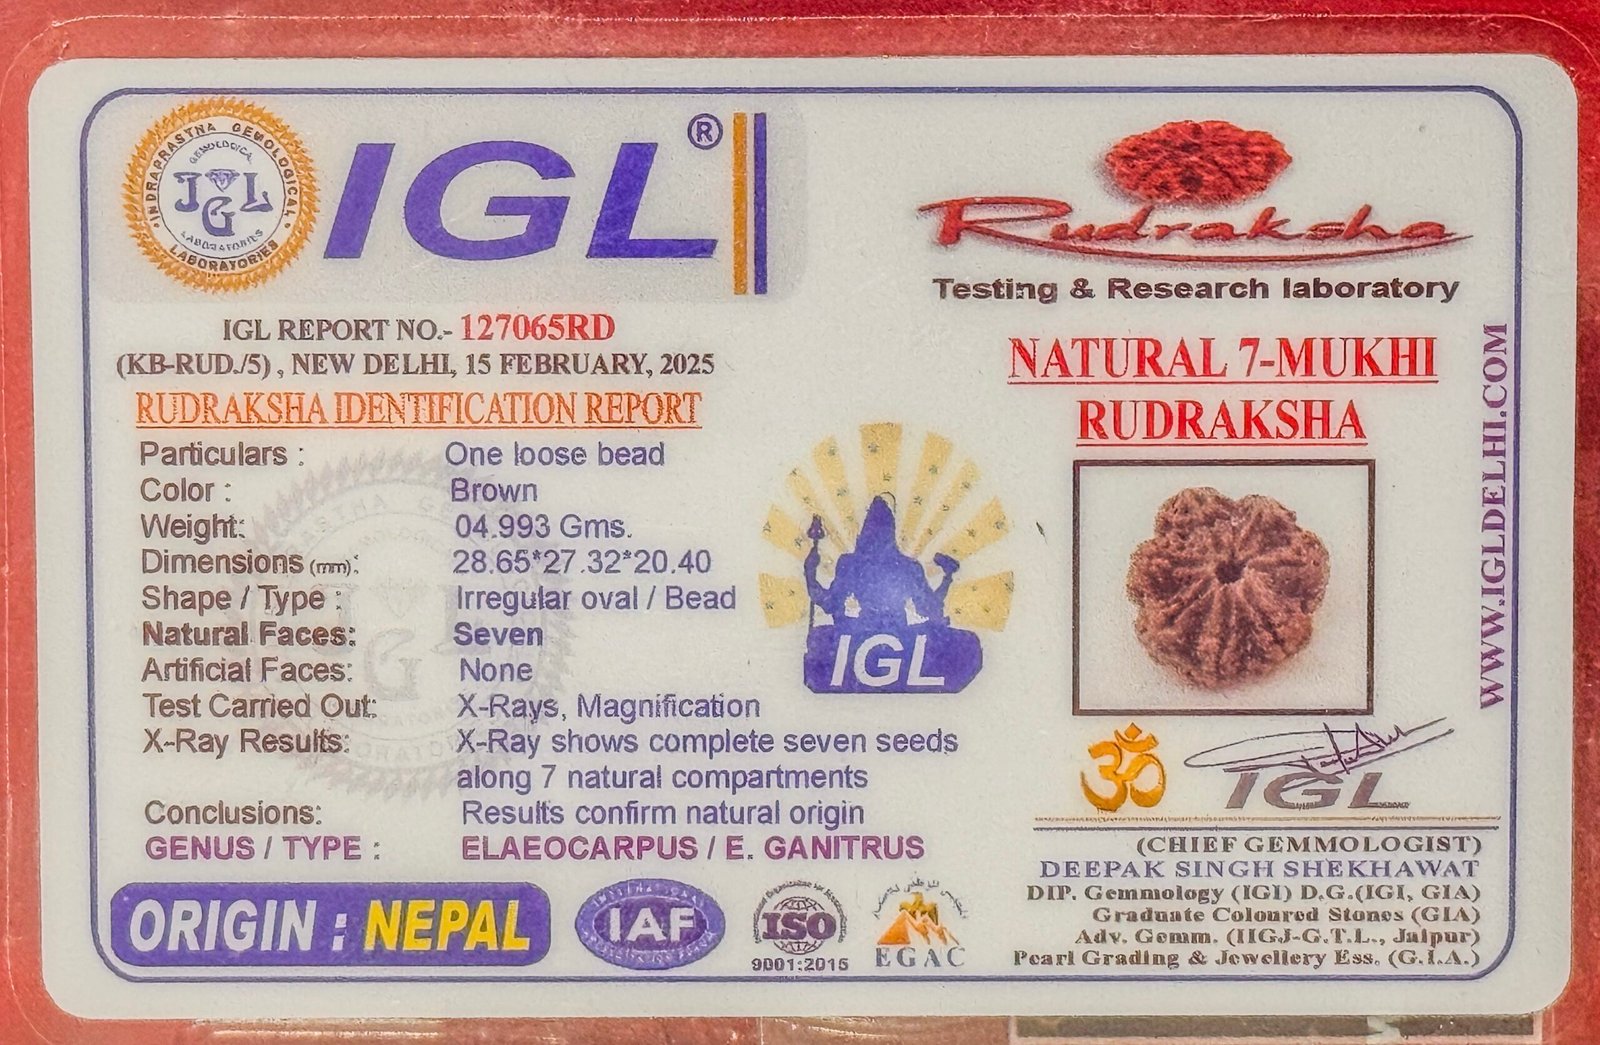 INDRAPRASTNA GEMOLOGICAL LABORATORIES
GEMOLOGICAL
IGL
LABORATORIES
IGL®
IGL REPORT NO.- 127065RD
(KB-RUD./5) , NEW DELHI, 15 FEBRUARY, 2025
RUDRAKSHA IDENTIFICATION REPORT
Particulars : One loose bead
Color : Brown
Weight: 04.993 Gms.
Dimensions (mm): 28.65*27.32*20.40
Shape / Type : Irregular oval / Bead
Natural Faces: Seven
Artificial Faces: None
Test Carried Out: X-Rays, Magnification
X-Ray Results: X-Ray shows complete seven seeds
along 7 natural compartments
Conclusions: Results confirm natural origin
GENUS / TYPE : ELAEOCARPUS / E. GANITRUS
ORIGIN : NEPAL
IAF
ISO
9001:2015
EGAC
IGL
Rudraksha
Testing & Research laboratory
NATURAL 7-MUKHI
RUDRAKSHA
WWW.IGLDELHI.COM
ॐ
IGL
(CHIEF GEMMOLOGIST)
DEEPAK SINGH SHEKHAWAT
DIP. Gemmology (IGI) D.G.(IGI, GIA)
Graduate Coloured Stones (GIA)
Adv. Gemm. (IIGJ-G.T.L., Jaipur)
Pearl Grading & Jewellery Ess. (G.I.A.)